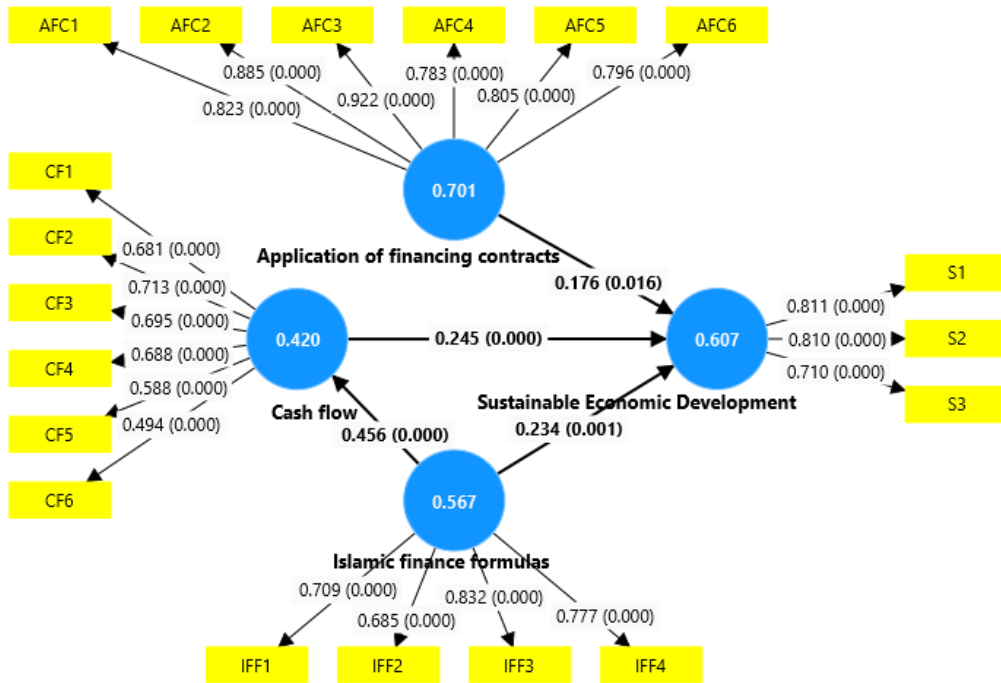 AFC1
AFC2
AFC3
AFC4
AFC5
AFC6
0.823 (0.000)
0.885 (0.000)
0.922 (0.000)
0.783 (0.000)
0.805 (0.000)
0.796 (0.000)
0.701
Application of financing contracts
0.176 (0.016)
CF1
CF2
CF3
CF4
CF5
CF6
0.681 (0.000)
0.713 (0.000)
0.695 (0.000)
0.688 (0.000)
0.588 (0.000)
0.494 (0.000)
0.420
Cash flow
0.245 (0.000)
0.456 (0.000)
0.607
Sustainable Economic Development
0.234 (0.001)
0.811 (0.000)
0.810 (0.000)
0.710 (0.000)
S1
S2
S3
0.567
Islamic finance formulas
0.709 (0.000)
0.685 (0.000)
0.832 (0.000)
0.777 (0.000)
IFF1
IFF2
IFF3
IFF4